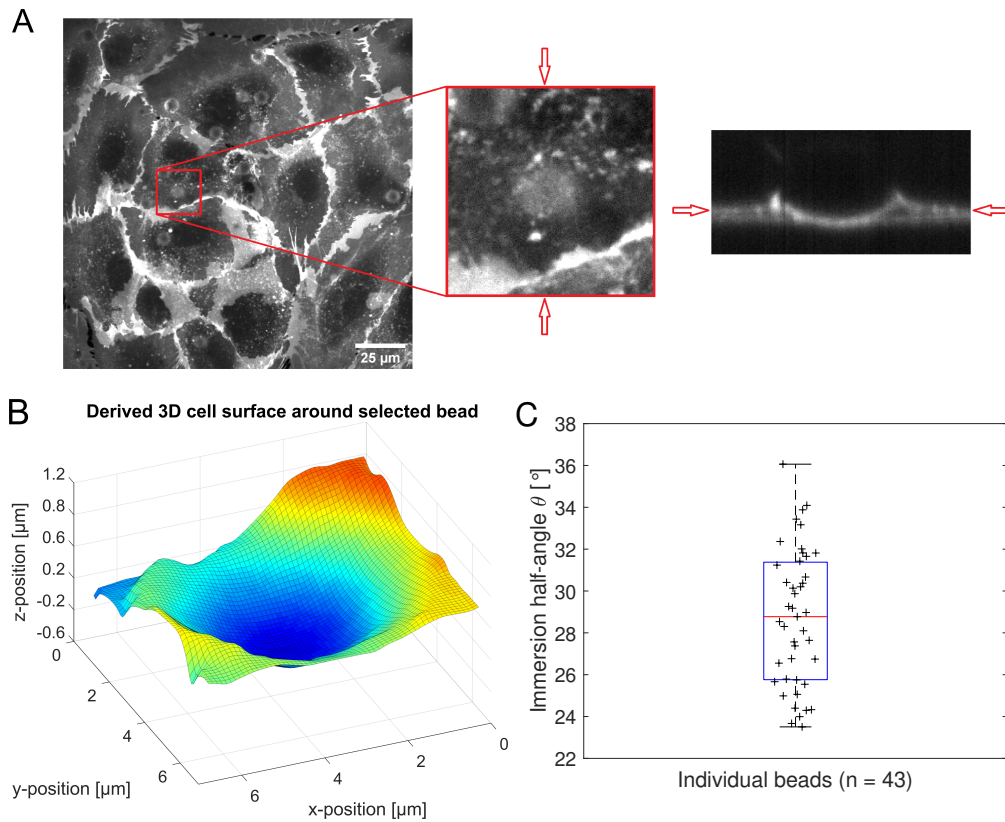 A
25 µm
B
Derived 3D cell surface around selected bead
1.2
1
0.6
0.2
-0.2
-0.6
z-position [µm]
0
2
4
6
y-position [µm]
6
4
2
0
x-position [µm]
C
38
36
34
32
30
28
26
24
22
Immersion half-angle θ [°]
Individual beads (n = 43)